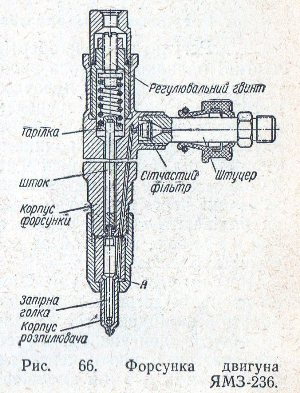 Регулювальний гвинт
Тарілка
шток
Сітчастий
фільтр
Штуцер
Корпус
форсунки
А
Запірна
голка
Корпус
розпилювача
Рис. 66. Форсунка двигуна
ЯМЗ-236.